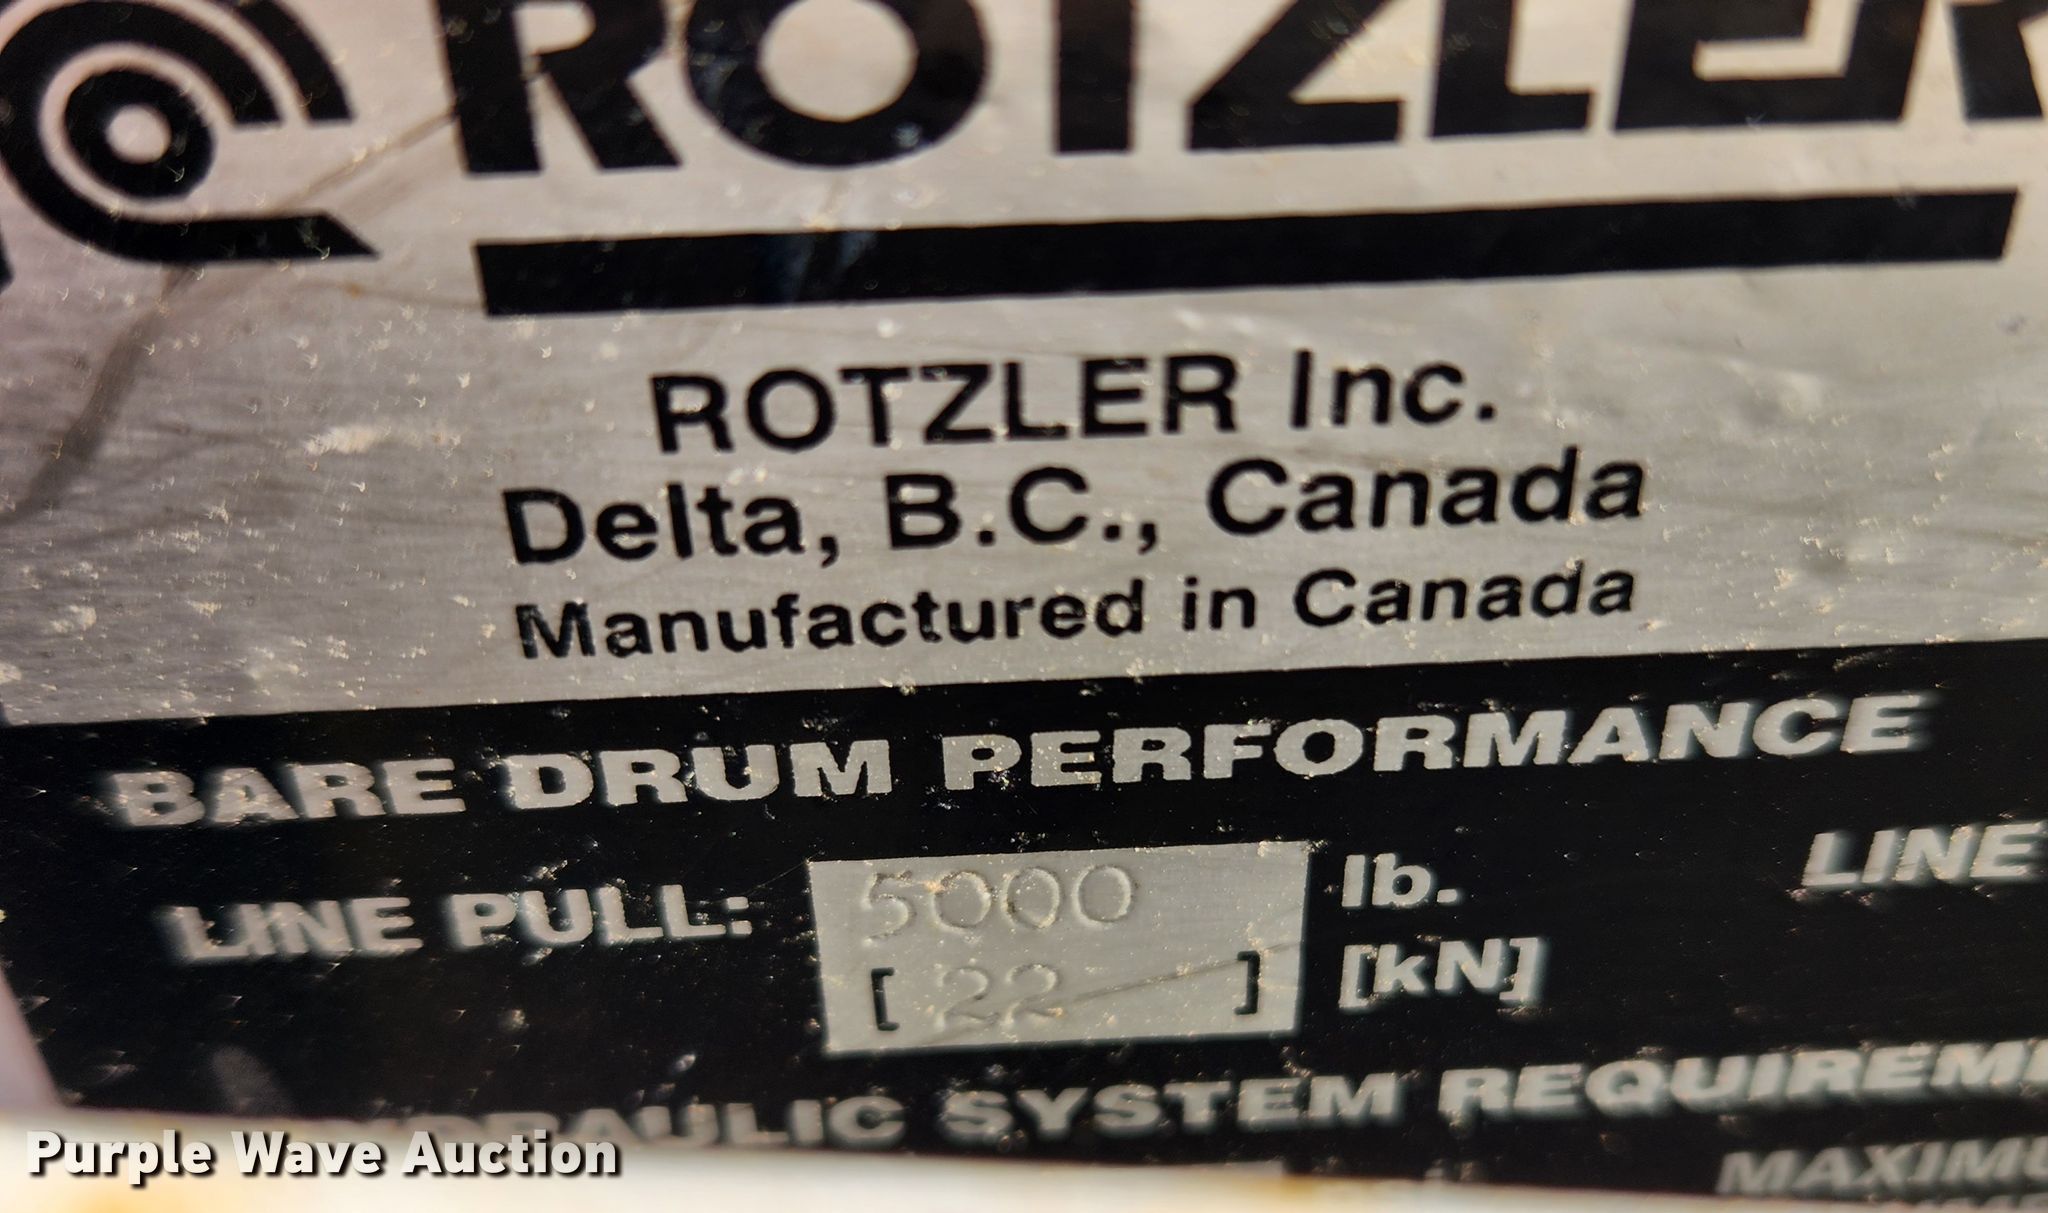 ROTZLER
ROTZLER Inc.
Delta, B.C., Canada
Manufactured in Canada
BARE DRUM PERFORMANCE
LINE PULL: 5000 lb. LINE
[ 22 ] [kN]
SYSTEM
Purple Wave Auction